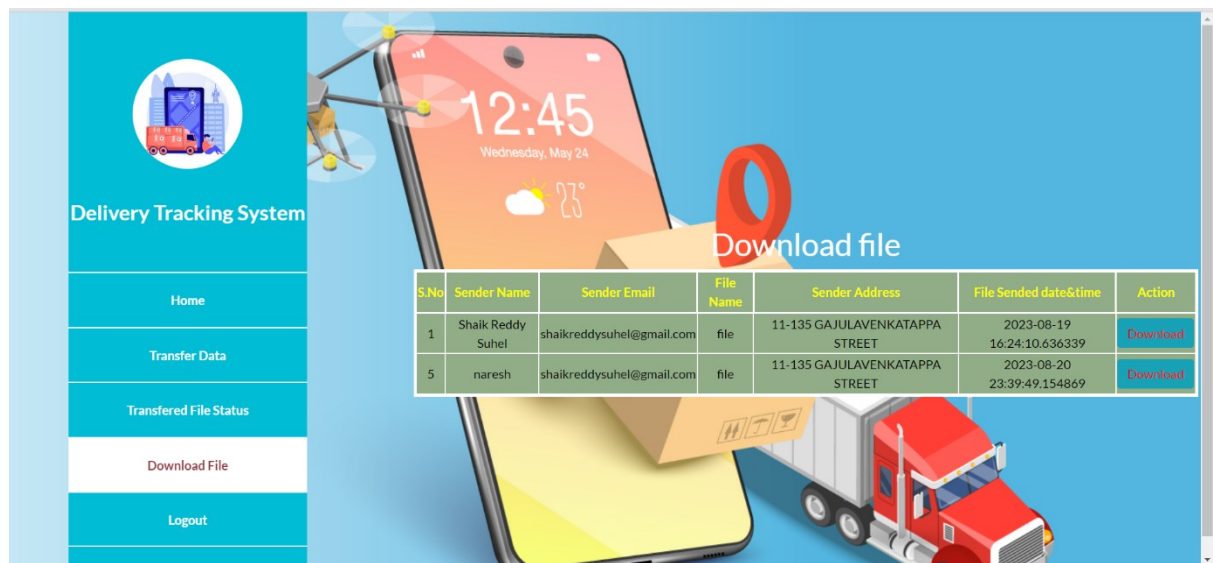 12:45
Wednesday, May 24
23°
Delivery Tracking System
Home
Transfer Data
Transfered File Status
Download File
Logout
Download file
S.No Sender Name Sender Email File Name Sender Address File Sended date&time Action
1 Shaik Reddy Suhel shaikreddysuhel@gmail.com file 11-135 GAJULAVENKATAPPA STREET 2023-08-19 16:24:10.636339 Download
5 naresh shaikreddysuhel@gmail.com file 11-135 GAJULAVENKATAPPA STREET 2023-08-20 23:39:49.154869 Download